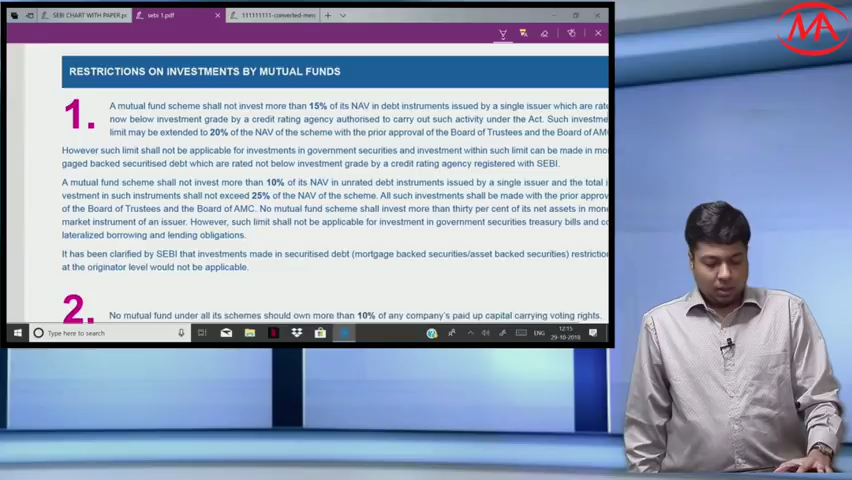 SEBI CHART WITH PAPER.pc
sebi 1.pdf
111111111-converted-merc
MA
RESTRICTIONS ON INVESTMENTS BY MUTUAL FUNDS
1.
A mutual fund scheme shall not invest more than 15% of its NAV in debt instruments issued by a single issuer which are rate
now below investment grade by a credit rating agency authorised to carry out such activity under the Act. Such investme
limit may be extended to 20% of the NAV of the scheme with the prior approval of the Board of Trustees and the Board of AM
However such limit shall not be applicable for investments in government securities and investment within such limit can be made in mor
gaged backed securitised debt which are rated not below investment grade by a credit rating agency registered with SEBI.
A mutual fund scheme shall not invest more than 10% of its NAV in unrated debt instruments issued by a single issuer and the total i
vestment in such instruments shall not exceed 25% of the NAV of the scheme. All such investments shall be made with the prior approv
of the Board of Trustees and the Board of AMC. No mutual fund scheme shall invest more than thirty per cent of its net assets in mone
market instrument of an issuer. However, such limit shall not be applicable for investment in government securities treasury bills and co
lateralized borrowing and lending obligations.
It has been clarified by SEBI that investments made in securitised debt (mortgage backed securities/asset backed securities) restriction
at the originator level would not be applicable.
2.
No mutual fund under all its schemes should own more than 10% of any company's paid up capital carrying voting rights.
Type here to search
ENG
12:15
29-10-2018